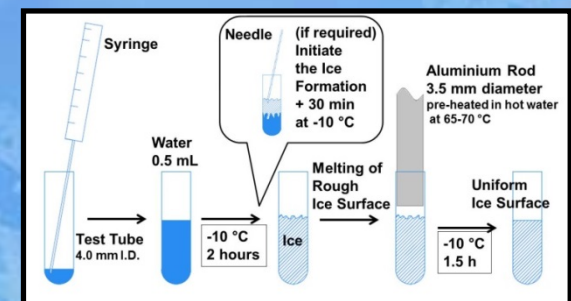 Syringe
Needle
(if required)
Initiate
the Ice
Formation
+ 30 min
at -10 °C
Aluminium Rod
3.5 mm diameter
pre-heated in hot water
at 65-70 °C
Water
0.5 mL
Melting of
Rough
Ice Surface
Uniform
Ice Surface
Test Tube
4.0 mm I.D.
-10 °C
2 hours
Ice
-10 °C
1.5 h